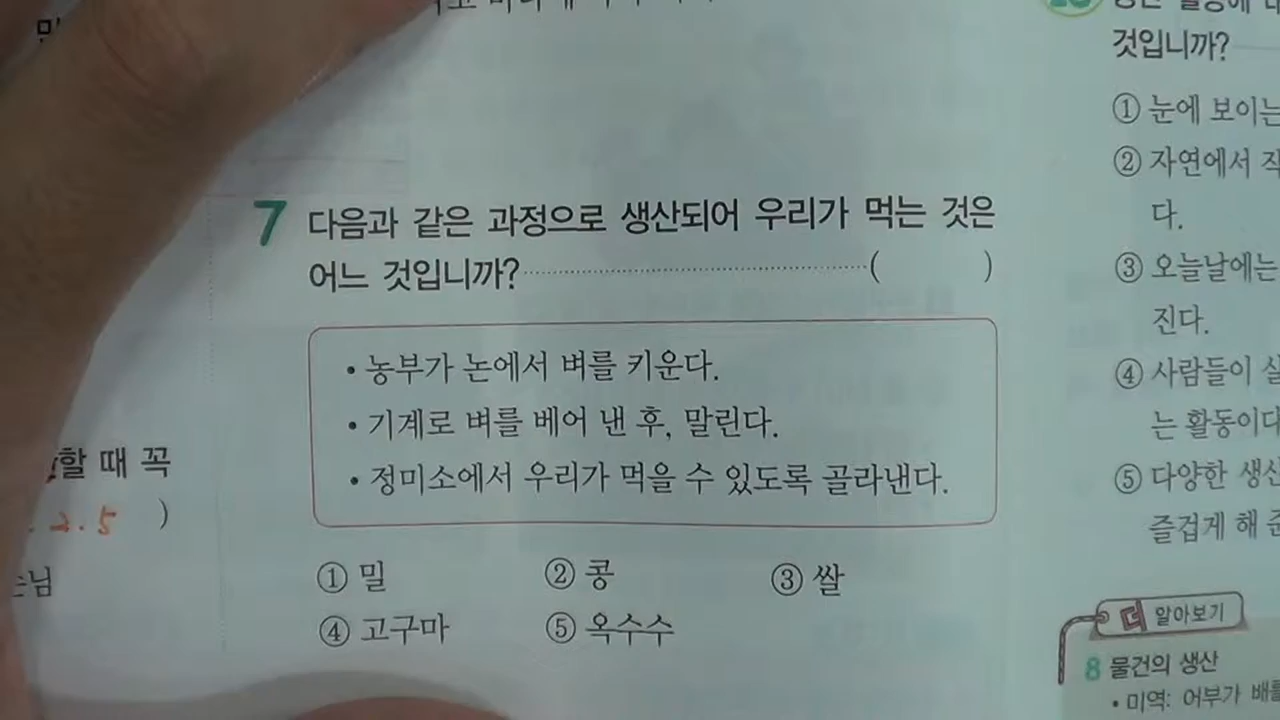 7 다음과 같은 과정으로 생산되어 우리가 먹는 것은
어느 것입니까? ( )
• 농부가 논에서 벼를 키운다.
• 기계로 벼를 베어 낸 후, 말린다.
• 정미소에서 우리가 먹을 수 있도록 골라낸다.
① 밀 ② 콩 ③ 쌀
④ 고구마 ⑤ 옥수수
할 때 꼭
2.5 )
것입니까?
① 눈에 보이는
② 자연에서
다.
③ 오늘날에는
진다.
④ 사람들이
는 활동이다
⑤ 다양한 생산
즐겁게 해
더 알아보기
8 물건의 생산
• 미역: 어부가 배를